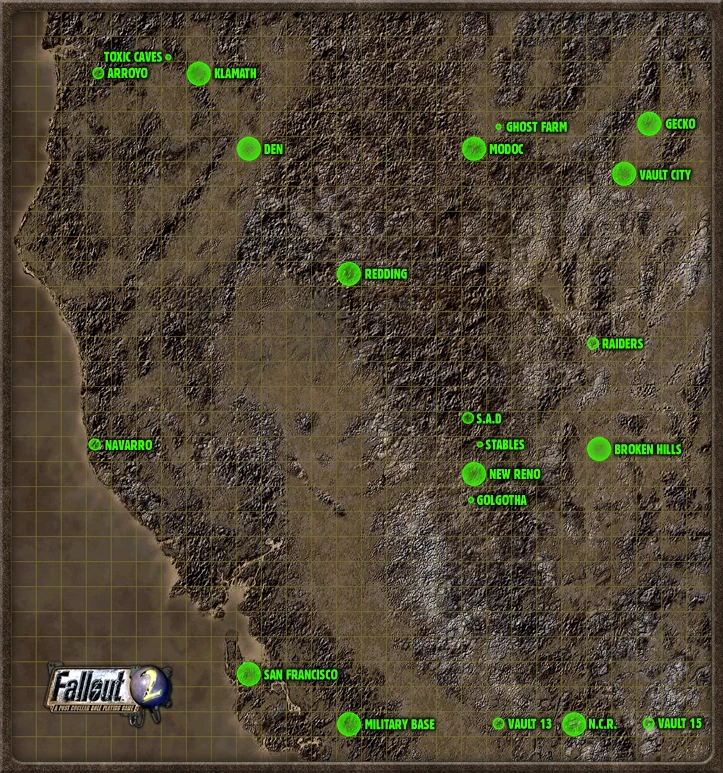 TOXIC CAVES
ARROYO
KLAMATH
GHOST FARM
GECKO
DEN
MODOC
VAULT CITY
REDDING
RAIDERS
S.A.D
NAVARRO
STABLES
BROKEN HILLS
NEW RENO
GOLGOTHA
SAN FRANCISCO
Fallout 2
A POST NUCLEAR ROLE PLAYING GAME
MILITARY BASE
VAULT 13
N.C.R.
VAULT 15